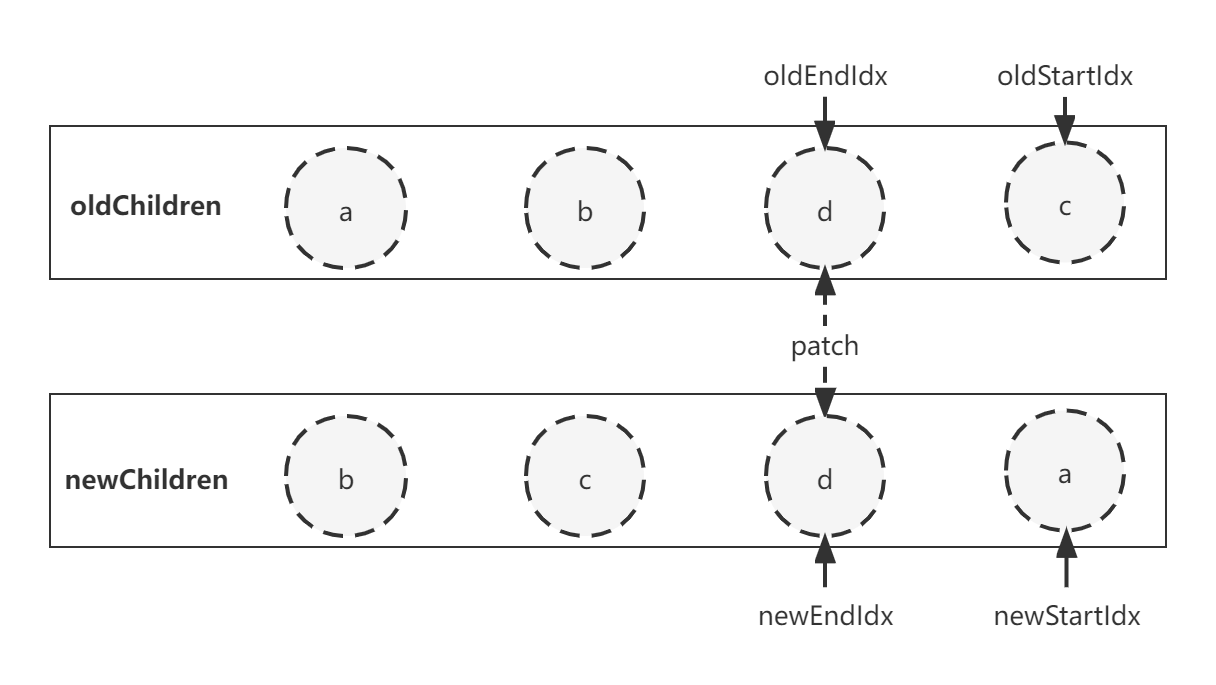 oldEndIdx oldStartIdx
oldChildren a b d c
patch
newChildren b c d a
newEndIdx newStartIdx